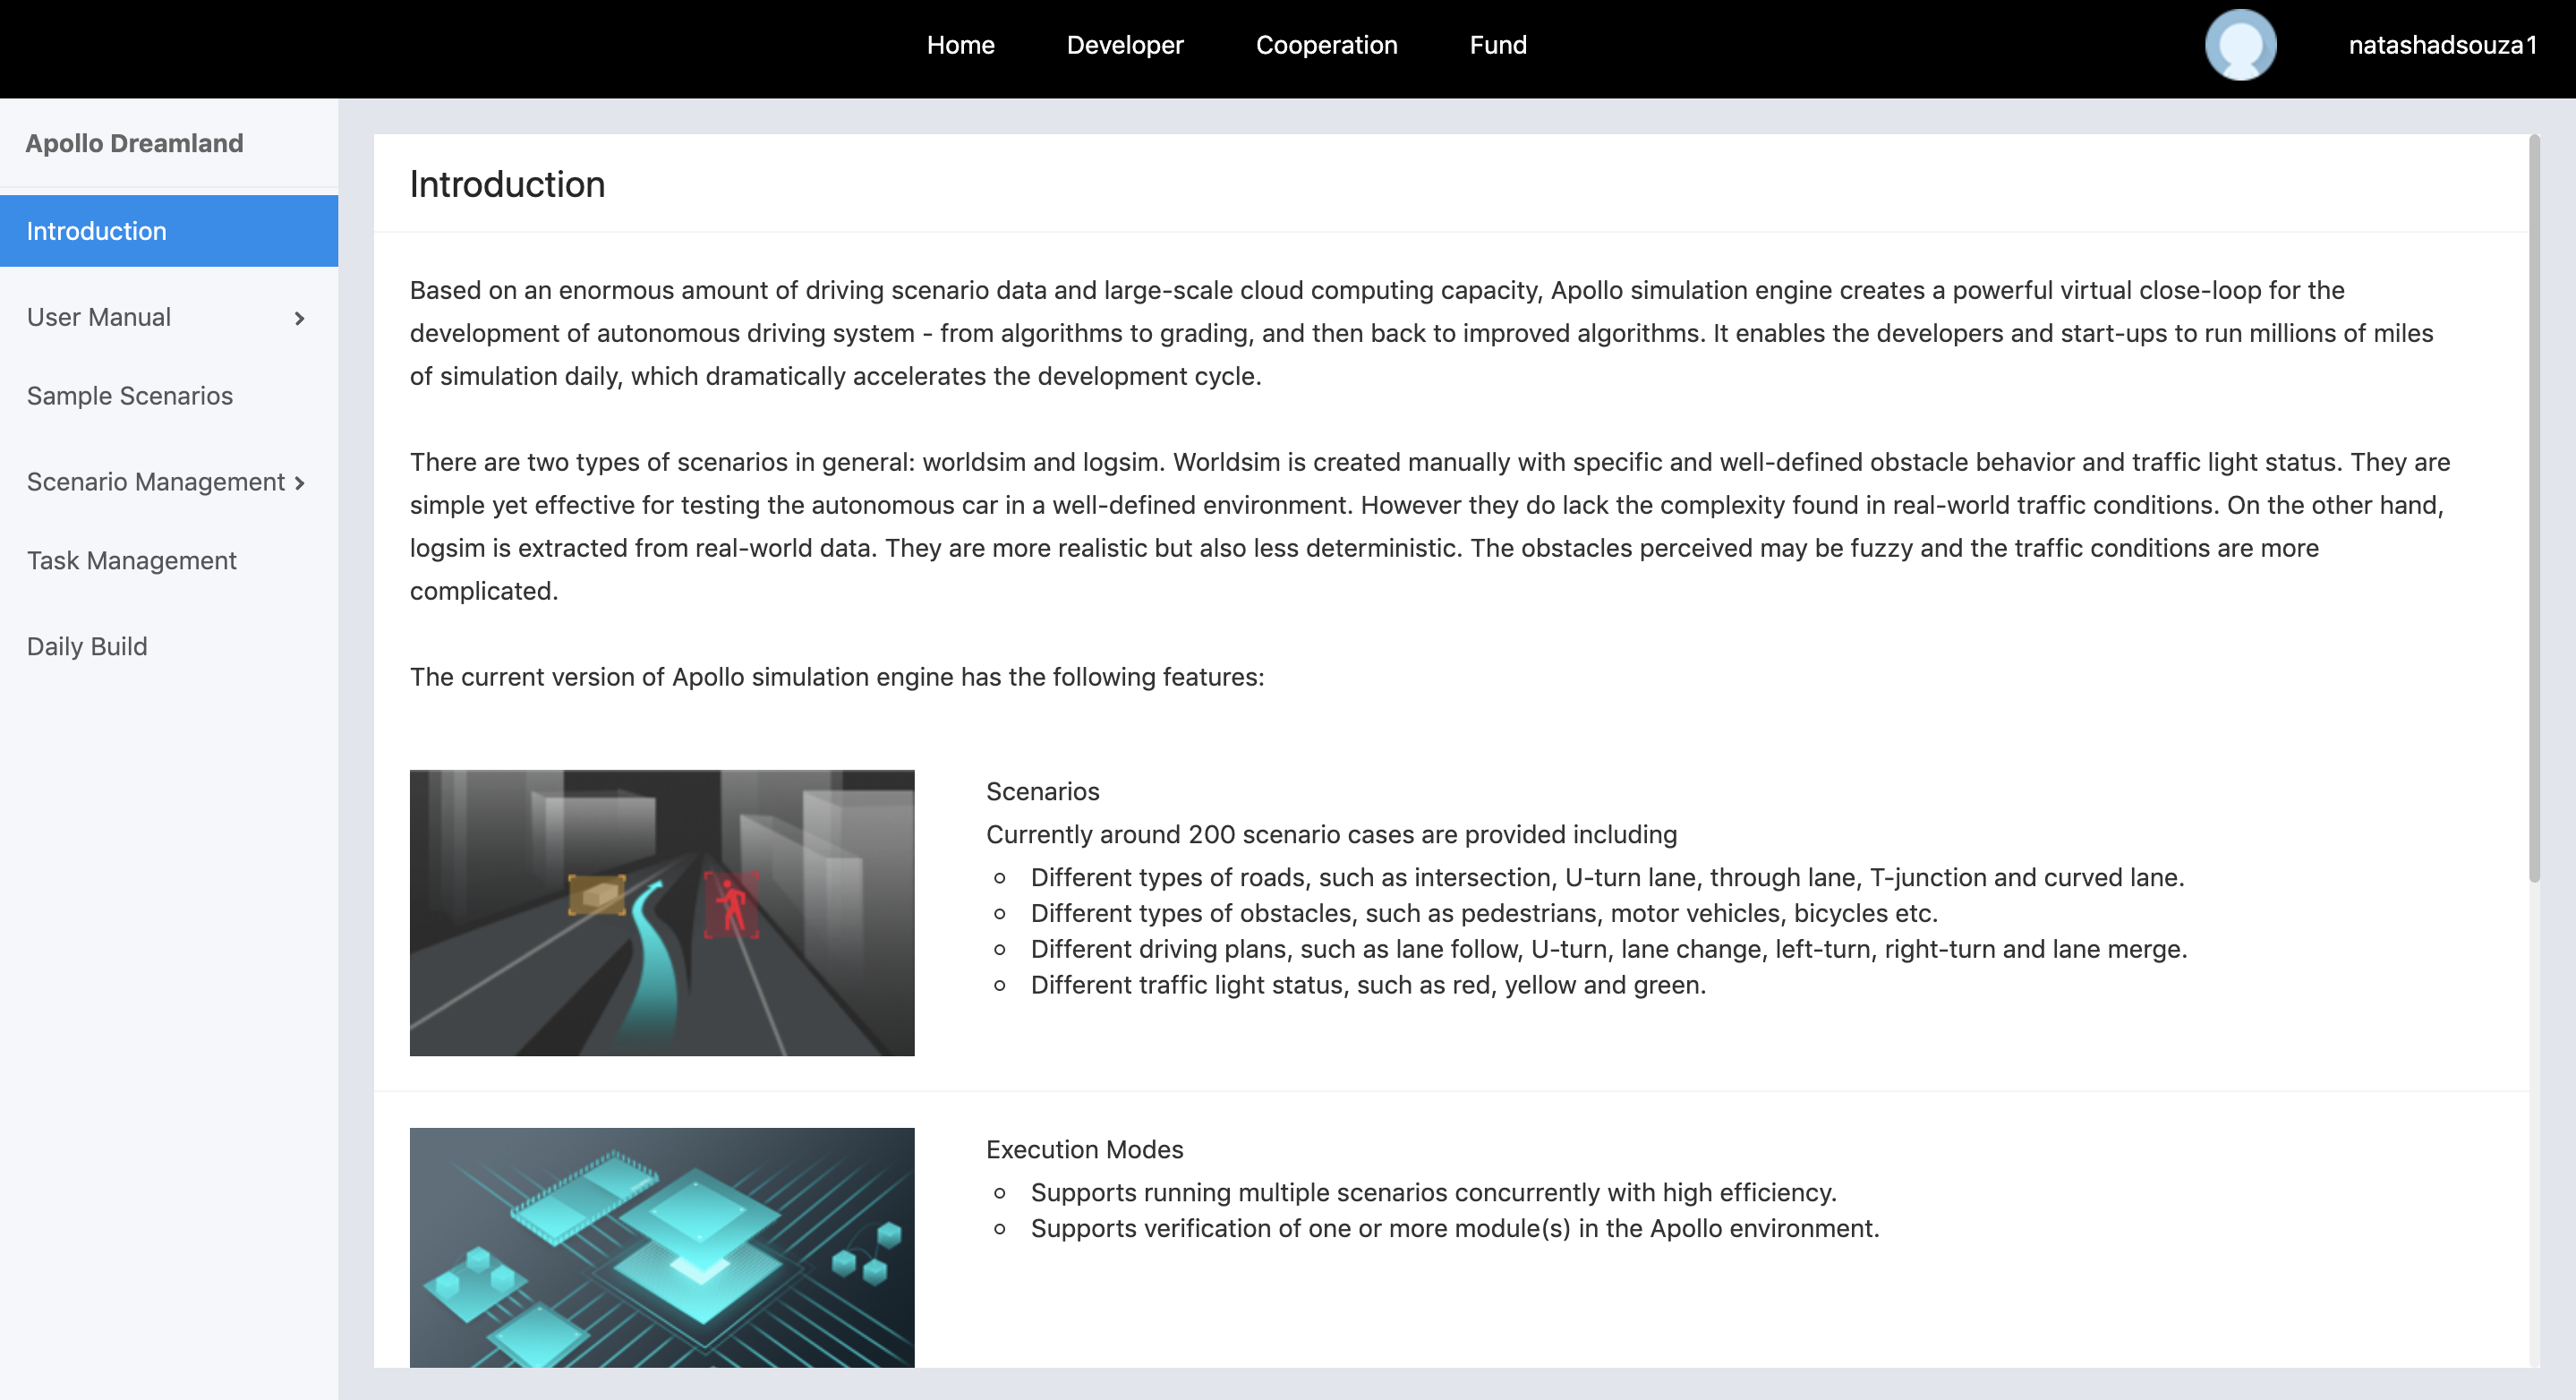 Home Developer Cooperation Fund natashadsouza1
Apollo Dreamland
Introduction
User Manual
Sample Scenarios
Scenario Management
Task Management
Daily Build
Introduction
Based on an enormous amount of driving scenario data and large-scale cloud computing capacity, Apollo simulation engine creates a powerful virtual close-loop for the
development of autonomous driving system - from algorithms to grading, and then back to improved algorithms. It enables the developers and start-ups to run millions of miles
of simulation daily, which dramatically accelerates the development cycle.
There are two types of scenarios in general: worldsim and logsim. Worldsim is created manually with specific and well-defined obstacle behavior and traffic light status. They are
simple yet effective for testing the autonomous car in a well-defined environment. However they do lack the complexity found in real-world traffic conditions. On the other hand,
logsim is extracted from real-world data. They are more realistic but also less deterministic. The obstacles perceived may be fuzzy and the traffic conditions are more
complicated.
The current version of Apollo simulation engine has the following features:
Scenarios
Currently around 200 scenario cases are provided including
Different types of roads, such as intersection, U-turn lane, through lane, T-junction and curved lane.
Different types of obstacles, such as pedestrians, motor vehicles, bicycles etc.
Different driving plans, such as lane follow, U-turn, lane change, left-turn, right-turn and lane merge.
Different traffic light status, such as red, yellow and green.
Execution Modes
Supports running multiple scenarios concurrently with high efficiency.
Supports verification of one or more module(s) in the Apollo environment.